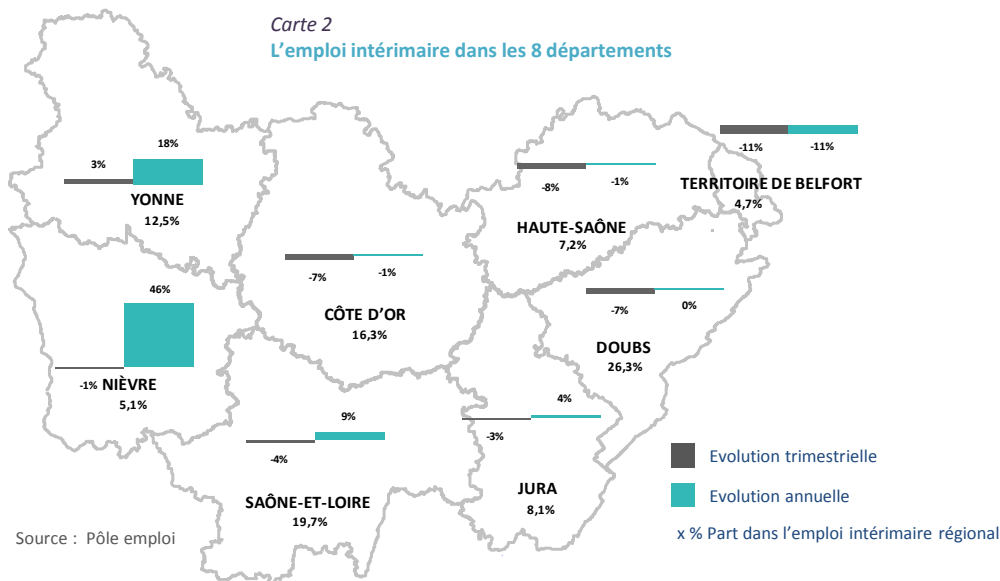 Carte 2
L'emploi intérimaire dans les 8 départements
3%
18%
YONNE
12,5%
-11%
-11%
TERRITOIRE DE BELFORT
4,7%
-8%
-1%
HAUTE-SAÔNE
7,2%
-7%
-1%
CÔTE D'OR
16,3%
46%
-1%
NIÈVRE
5,1%
-7%
0%
DOUBS
26,3%
9%
-4%
SAÔNE-ET-LOIRE
19,7%
4%
-3%
JURA
8,1%
Evolution trimestrielle
Evolution annuelle
x % Part dans l'emploi intérimaire régional
Source : Pôle emploi